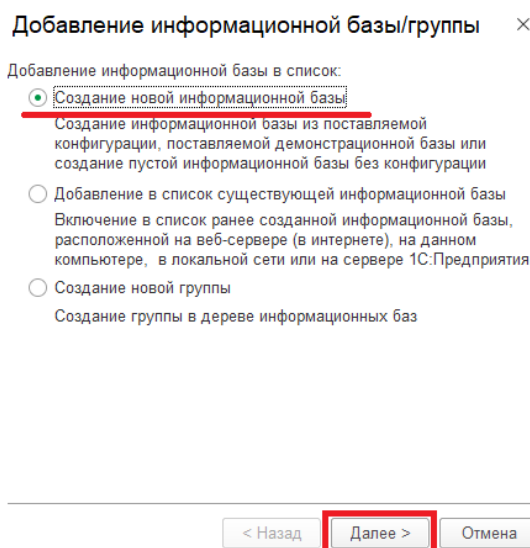 Добавление информационной базы/группы
Добавление информационной базы в список:
Создание новой информационной базы
Создание информационной базы из поставляемой
конфигурации, поставляемой демонстрационной базы или
создание пустой информационной базы без конфигурации
Добавление в список существующей информационной базы
Включение в список ранее созданной информационной базы,
расположенной на веб-сервере (в интернете), на данном
компьютере, в локальной сети или на сервере 1С:Предприятия
Создание новой группы
Создание группы в дереве информационных баз
< Назад Далее > Отмена